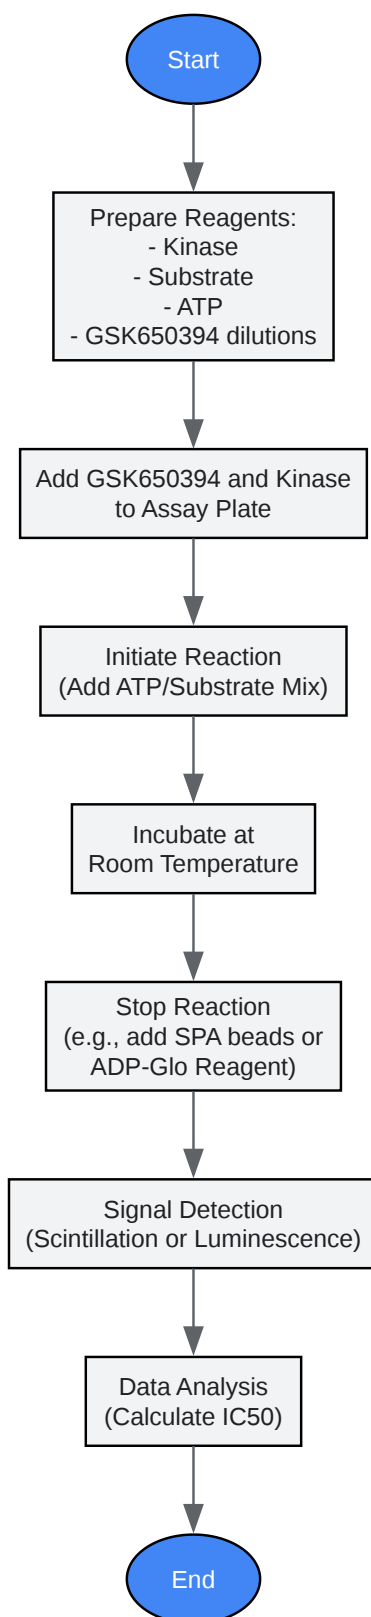 Start
Prepare Reagents:
- Kinase
- Substrate
- ATP
- GSK650394 dilutions
Add GSK650394 and Kinase
to Assay Plate
Initiate Reaction
(Add ATP/Substrate Mix)
Incubate at
Room Temperature
Stop Reaction
(e.g., add SPA beads or
ADP-Glo Reagent)
Signal Detection
(Scintillation or Luminescence)
Data Analysis
(Calculate IC50)
End